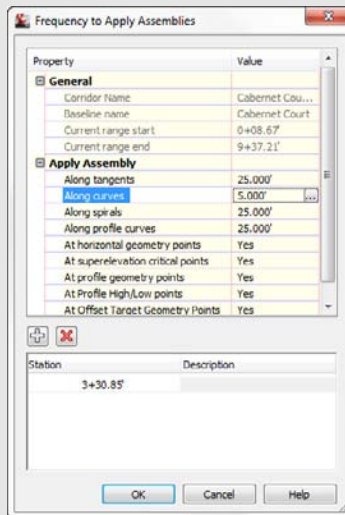 Frequency to Apply Assemblies
Property Value
General
Corridor Name Cabernet Cou...
Baseline name Cabernet Court
Current range start 0+08.67'
Current range end 9+37.21'
Apply Assembly
Along tangents 25.000'
Along curves 5.000' ...
Along spirals 25.000'
Along profile curves 25.000'
At horizontal geometry points Yes
At superelevation critical points Yes
At profile geometry points Yes
At Profile High/Low points Yes
At Offset Target Geometry Points Yes
Station Description
3+30.85'
OK Cancel Help